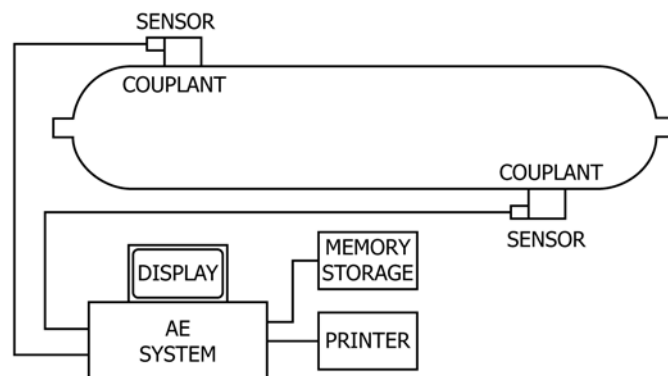 SENSOR
COUPLANT
COUPLANT
SENSOR
DISPLAY
MEMORY
STORAGE
AE
SYSTEM
PRINTER